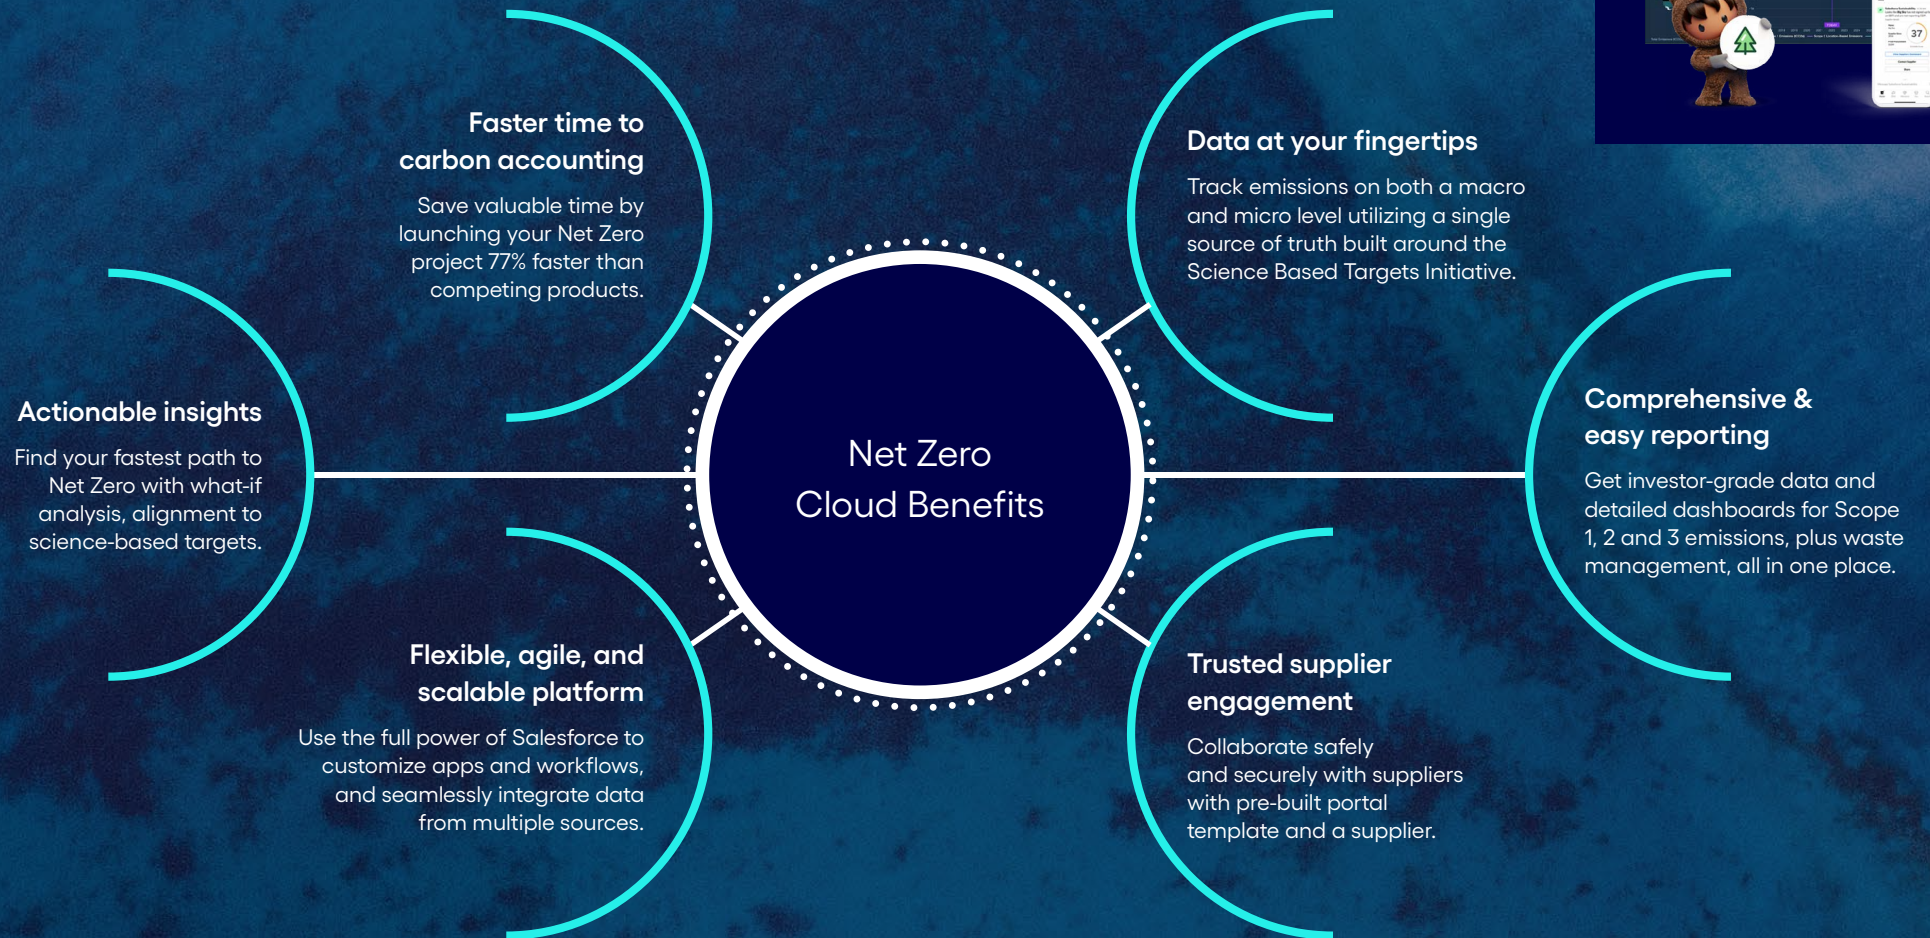 Faster time to
carbon accounting
Save valuable time by
launching your Net Zero
project 77% faster than
competing products.
Data at your fingertips
Track emissions on both a macro
and micro level utilizing a single
source of truth built around the
Science Based Targets Initiative.
37
Actionable insights
Find your fastest path to
Net Zero with what-if
analysis, alignment to
science-based targets.
Net Zero
Cloud Benefits
Comprehensive &
easy reporting
Get investor-grade data and
detailed dashboards for Scope
1, 2 and 3 emissions, plus waste
management, all in one place.
Flexible, agile, and
scalable platform
Use the full power of Salesforce to
customize apps and workflows,
and seamlessly integrate data
from multiple sources.
Trusted supplier
engagement
Collaborate safely
and securely with suppliers
with pre-built portal
template and a supplier.